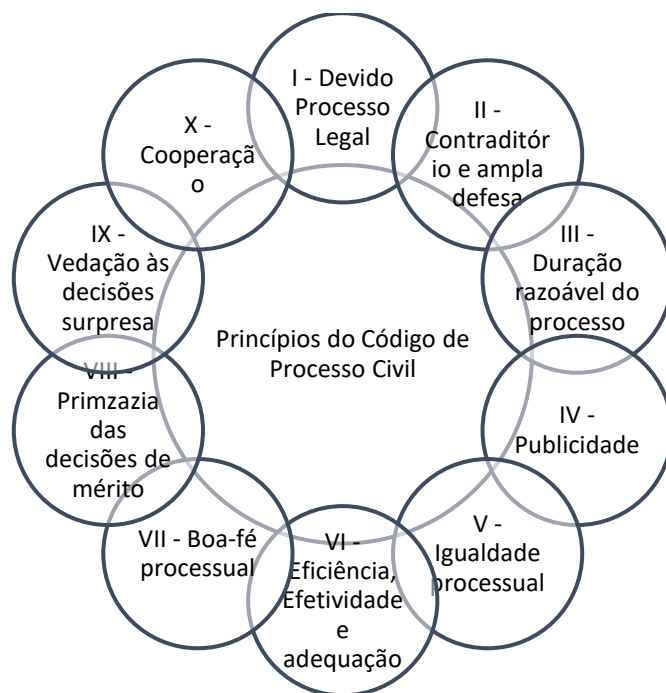 I - Devido
Processo
Legal
II -
Contraditór
io e ampla
defesa
III -
Duração
razoável do
processo
IV -
Publicidade
V -
Igualdade
processual
VI -
Eficiência,
Efetividade
e
adequação
VII - Boa-fé
processual
VIII -
Primzazia
das
decisões de
mérito
IX -
Vedação às
decisões
surpresa
X -
Cooperaçã
o
Princípios do Código de
Processo Civil